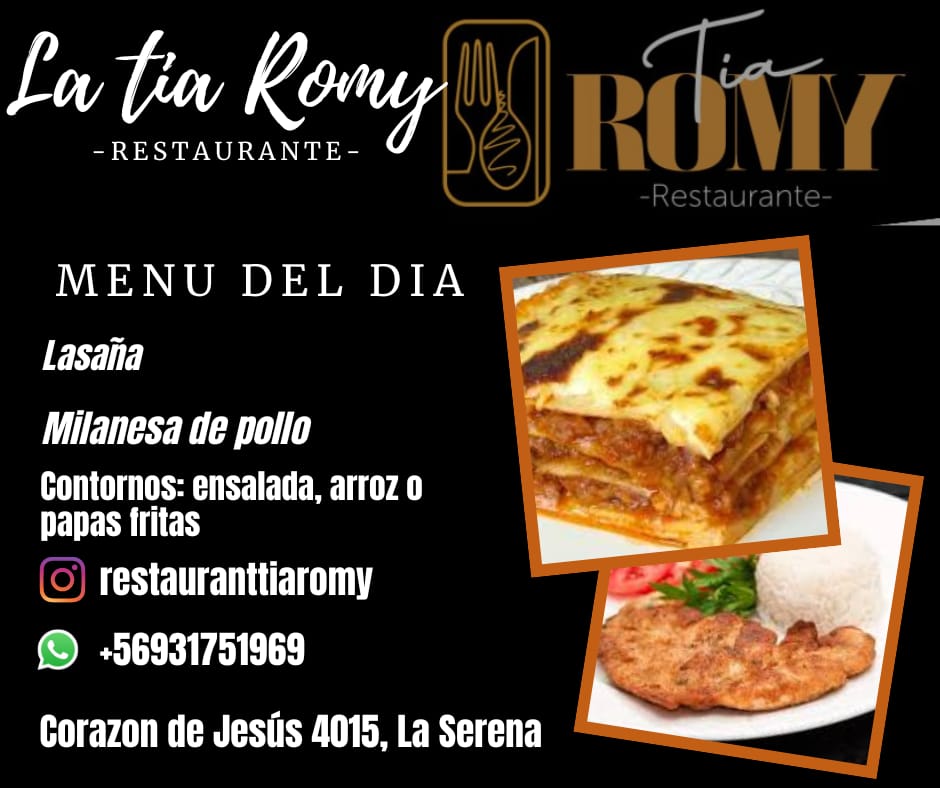 La tia Romy
-RESTAURANTE-
Tia
ROMY
-Restaurante-
MENU DEL DIA
Lasaña
Milanesa de pollo
Contornos: ensalada, arroz o
papas fritas
restauranttiaromy
+56931751969
Corazon de Jesús 4015, La Serena